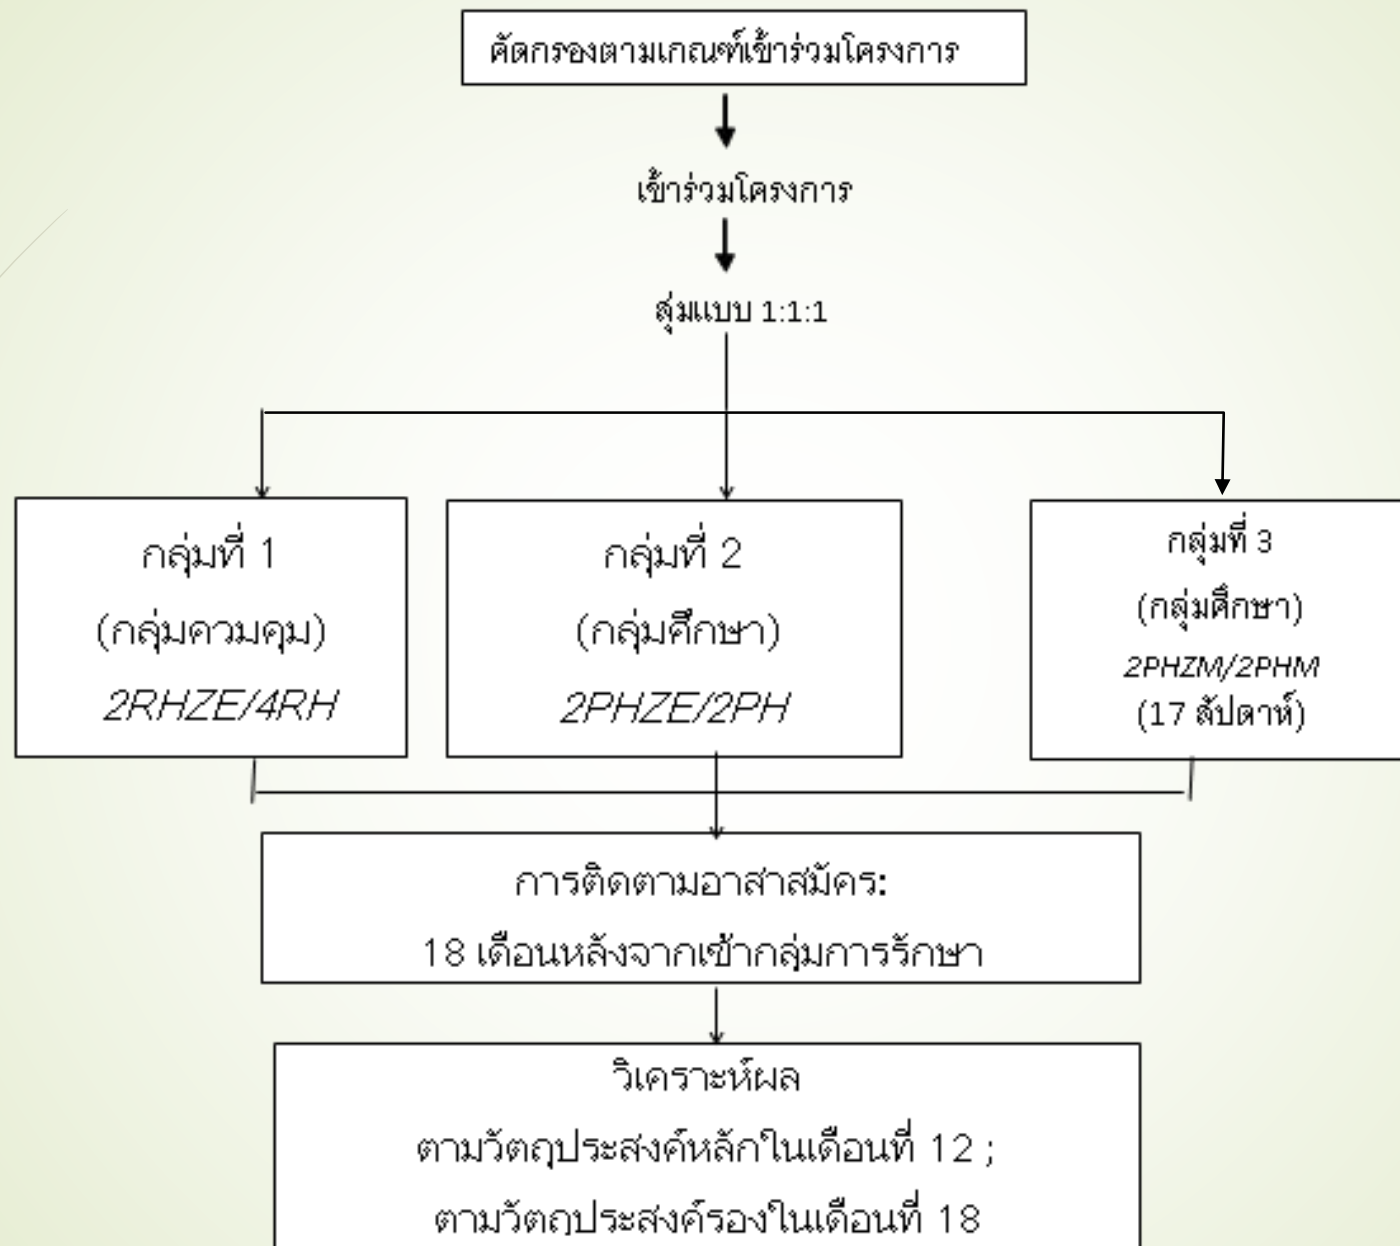 คัดกรองตามเกณฑ์เข้าร่วมโครงการ
เข้าร่วมโครงการ
สุ่มแบบ 1:1:1
กลุ่มที่ 1
(กลุ่มควมคุม)
2RHZE/4RH
กลุ่มที่ 2
(กลุ่มศึกษา)
2PHZE/2PH
กลุ่มที่ 3
(กลุ่มศึกษา)
2PHZM/2PHM
(17 สัปดาห์)
การติดตามอาสาสมัคร:
18 เดือนหลังจากเข้ากลุ่มการรักษา
วิเคราะห์ผล
ตามวัตถุประสงค์หลักในเดือนที่ 12 ;
ตามวัตถุประสงค์รองในเดือนที่ 18